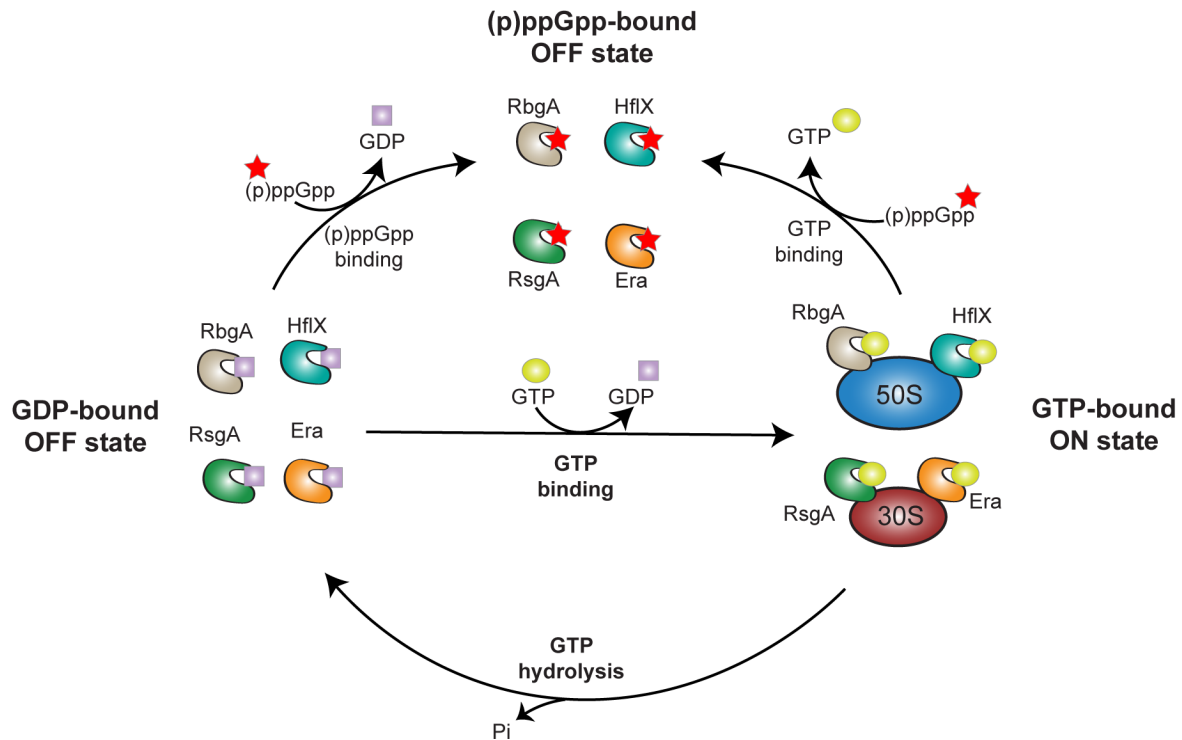 (p)ppGpp-bound
OFF state
RbgA
HflX
GDP
GTP
(p)ppGpp
(p)ppGpp
(p)ppGpp
binding
GTP
binding
RsgA
Era
RbgA
HflX
RbgA
HflX
50S
GTP
GDP
GDP-bound
OFF state
GTP-bound
ON state
RsgA
Era
GTP
binding
RsgA
30S
Era
GTP
hydrolysis
Pi